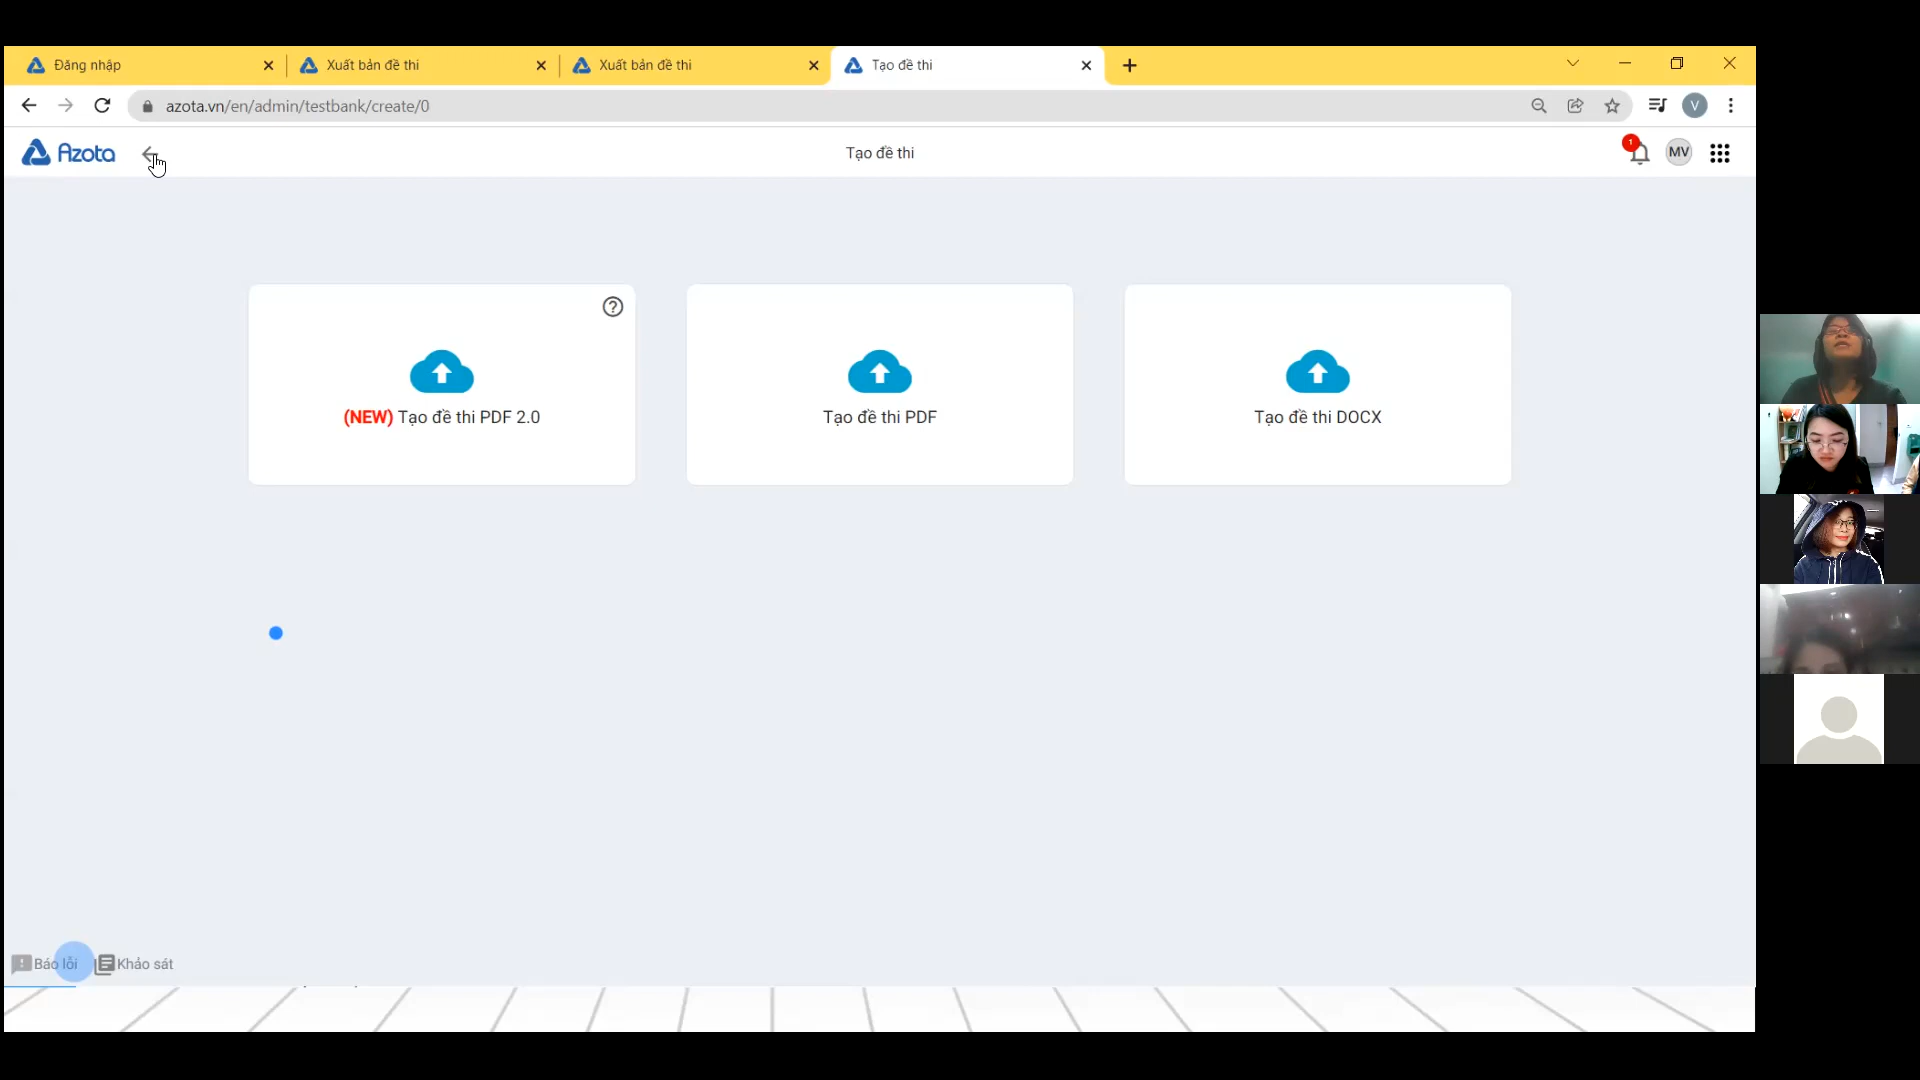 Đăng nhập
Xuất bản đề thi
Xuất bản đề thi
Tạo đề thi
azota.vn/en/admin/testbank/create/0
V
Azota
Tạo đề thi
1
MV
(NEW) Tạo đề thi PDF 2.0
Tạo đề thi PDF
Tạo đề thi DOCX
Báo lỗi
Khảo sát